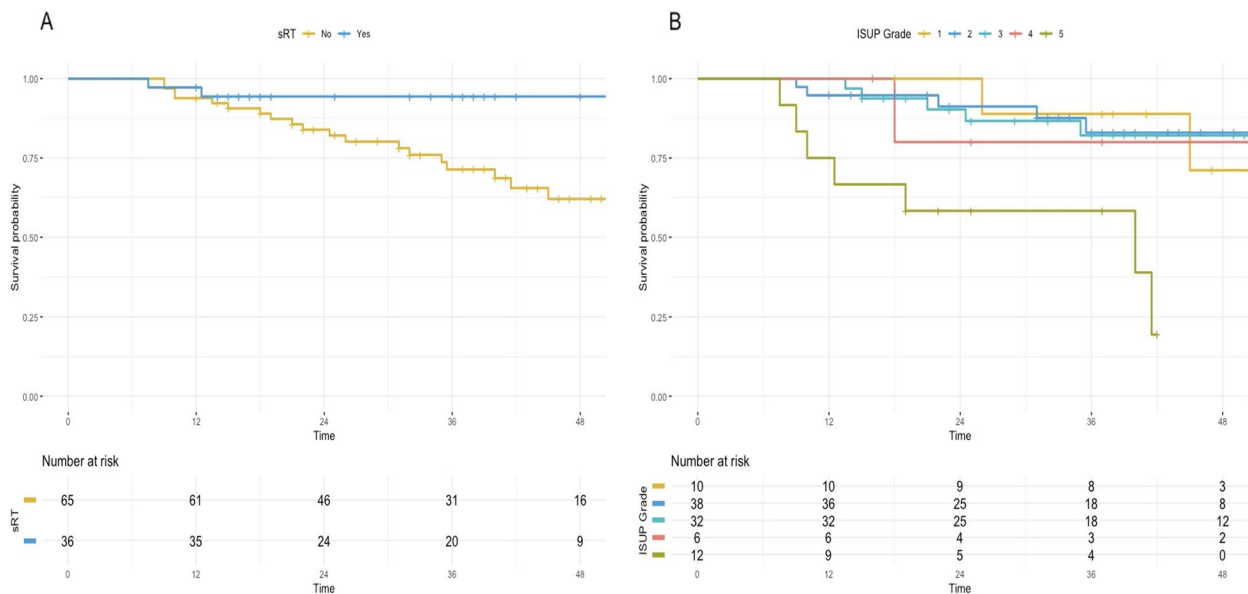 A
sRT No Yes
1.00
0.75
0.50
0.25
0.00
Survival probability
0 12 24 36 48
Time
Number at risk
sRT
65 61 46 31 16
36 35 24 20 9
0 12 24 36 48
Time
B
ISUP Grade 1 2 3 4 5
1.00
0.75
0.50
0.25
0.00
Survival probability
0 12 24 36 48
Time
Number at risk
ISUP Grade
10 10 9 8 3
38 36 25 18 8
32 32 25 18 12
6 6 4 3 2
12 9 5 4 0
0 12 24 36 48
Time